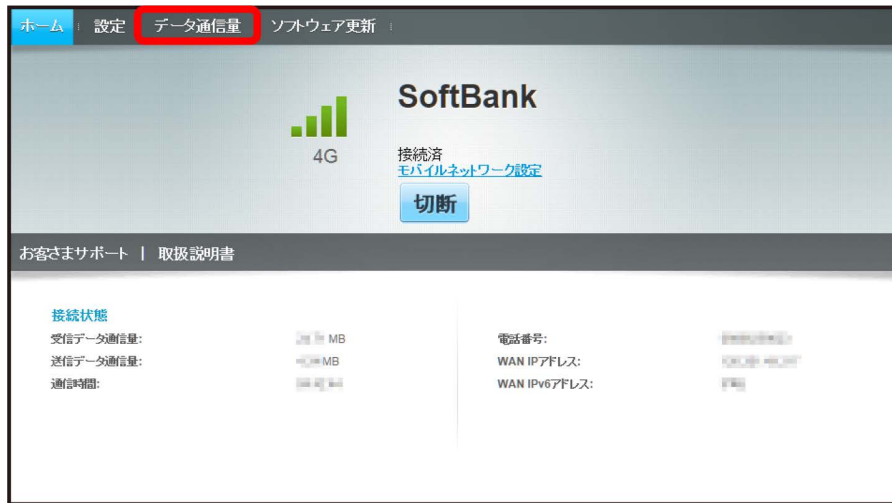 ホーム 設定 データ通信量 ソフトウェア更新
SoftBank
4G
接続済
モバイルネットワーク設定
切断
お客さまサポート | 取扱説明書
接続状態
受信データ通信量: MB
送信データ通信量: MB
通信時間:
電話番号:
WAN IPアドレス:
WAN IPv6アドレス: